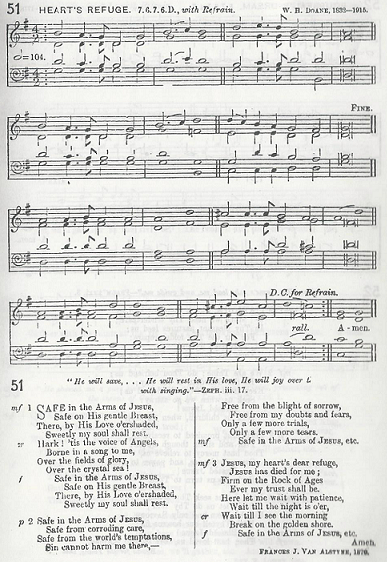 51 HEART'S REFUGE. 7.6.7.6.D., with Refrain. W. H. DOANE, 1832—1915.
=104.
FINE.
D.C. for Refrain.
rall. A - men.
51
"He will save, . . . He will rest in His love, He will joy over t
with singing."—ZEPH. iii. 17.
mf 1 SAFE in the Arms of JESUS,
Safe on His gentle Breast,
There, by His Love o'ershaded,
Sweetly my soul shall rest.
cr Hark! 'tis the voice of Angels,
Borne in a song to me,
Over the fields of glory,
Over the crystal sea!
f Safe in the Arms of JESUS,
Safe on His gentle Breast,
There, by His Love o'ershaded,
Sweetly my soul shall rest.
p 2 Safe in the Arms of JESUS,
Safe from corroding care,
Safe from the world's temptations,
Sin cannot harm me there,—
Free from the blight of sorrow,
Free from my doubts and fears,
Only a few more trials,
Only a few more tears.
mf Safe in the Arms of JESUS, etc.
mf 3 JESUS, my heart's dear refuge,
JESUS has died for me;
Firm on the Rock of Ages
Ever my trust shall be.
Here let me wait with patience,
Wait till the night is o'er,
cr Wait till I see the morning
Break on the golden shore.
f Safe in the Arms of JESUS, etc.
Amen.
FRANCES J. VAN ALSTYNE, 1870.